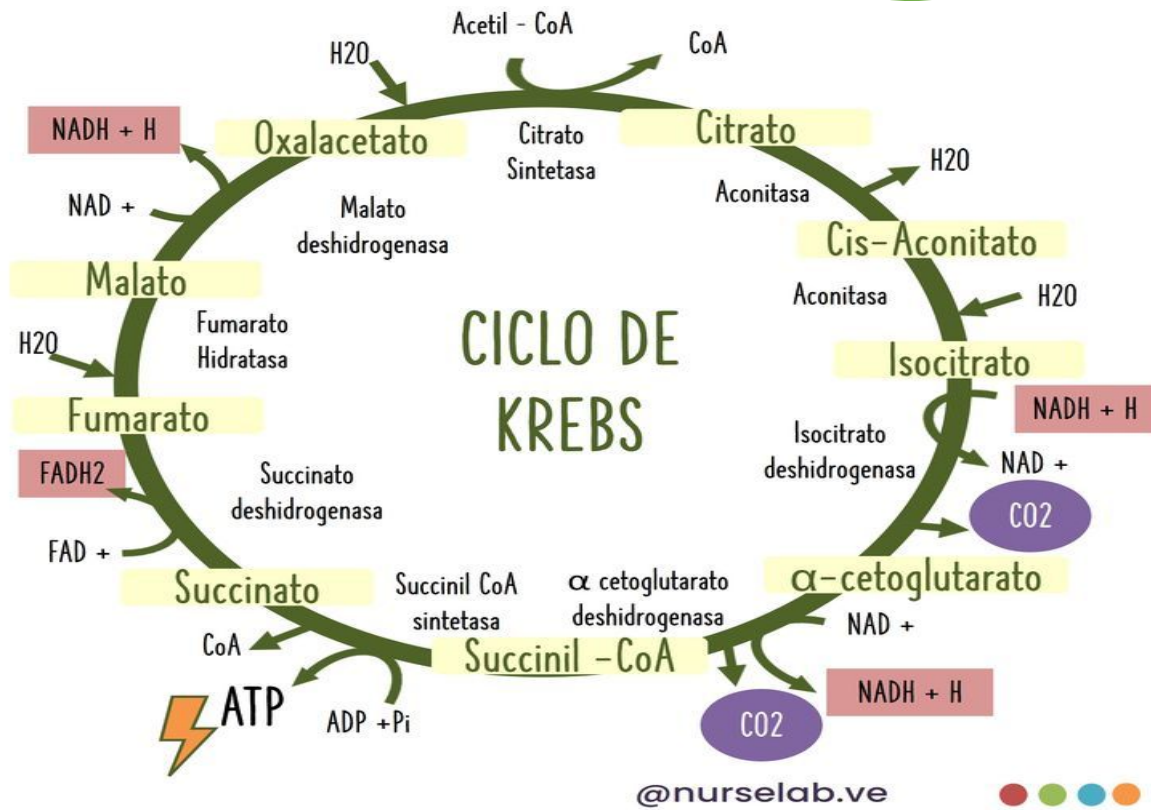 Acetil - CoA
CoA
H2O
NADH + H
Oxalacetato
Citrato
Sintetasa
Citrato
H2O
Aconitasa
NAD +
Malato
deshidrogenasa
Cis-Aconitato
Malato
Aconitasa
H2O
Fumarato
Hidratasa
H2O
CICLO DE
KREBS
Isocitrato
NADH + H
Fumarato
Isocitrato
deshidrogenasa
NAD +
FADH2
Succinato
deshidrogenasa
CO2
FAD +
Succinato
Succinil CoA
sintetasa
α cetoglutarato
deshidrogenasa
α-cetoglutarato
NAD +
CoA
Succinil -CoA
NADH + H
ATP
ADP +Pi
CO2
@nurselab.ve